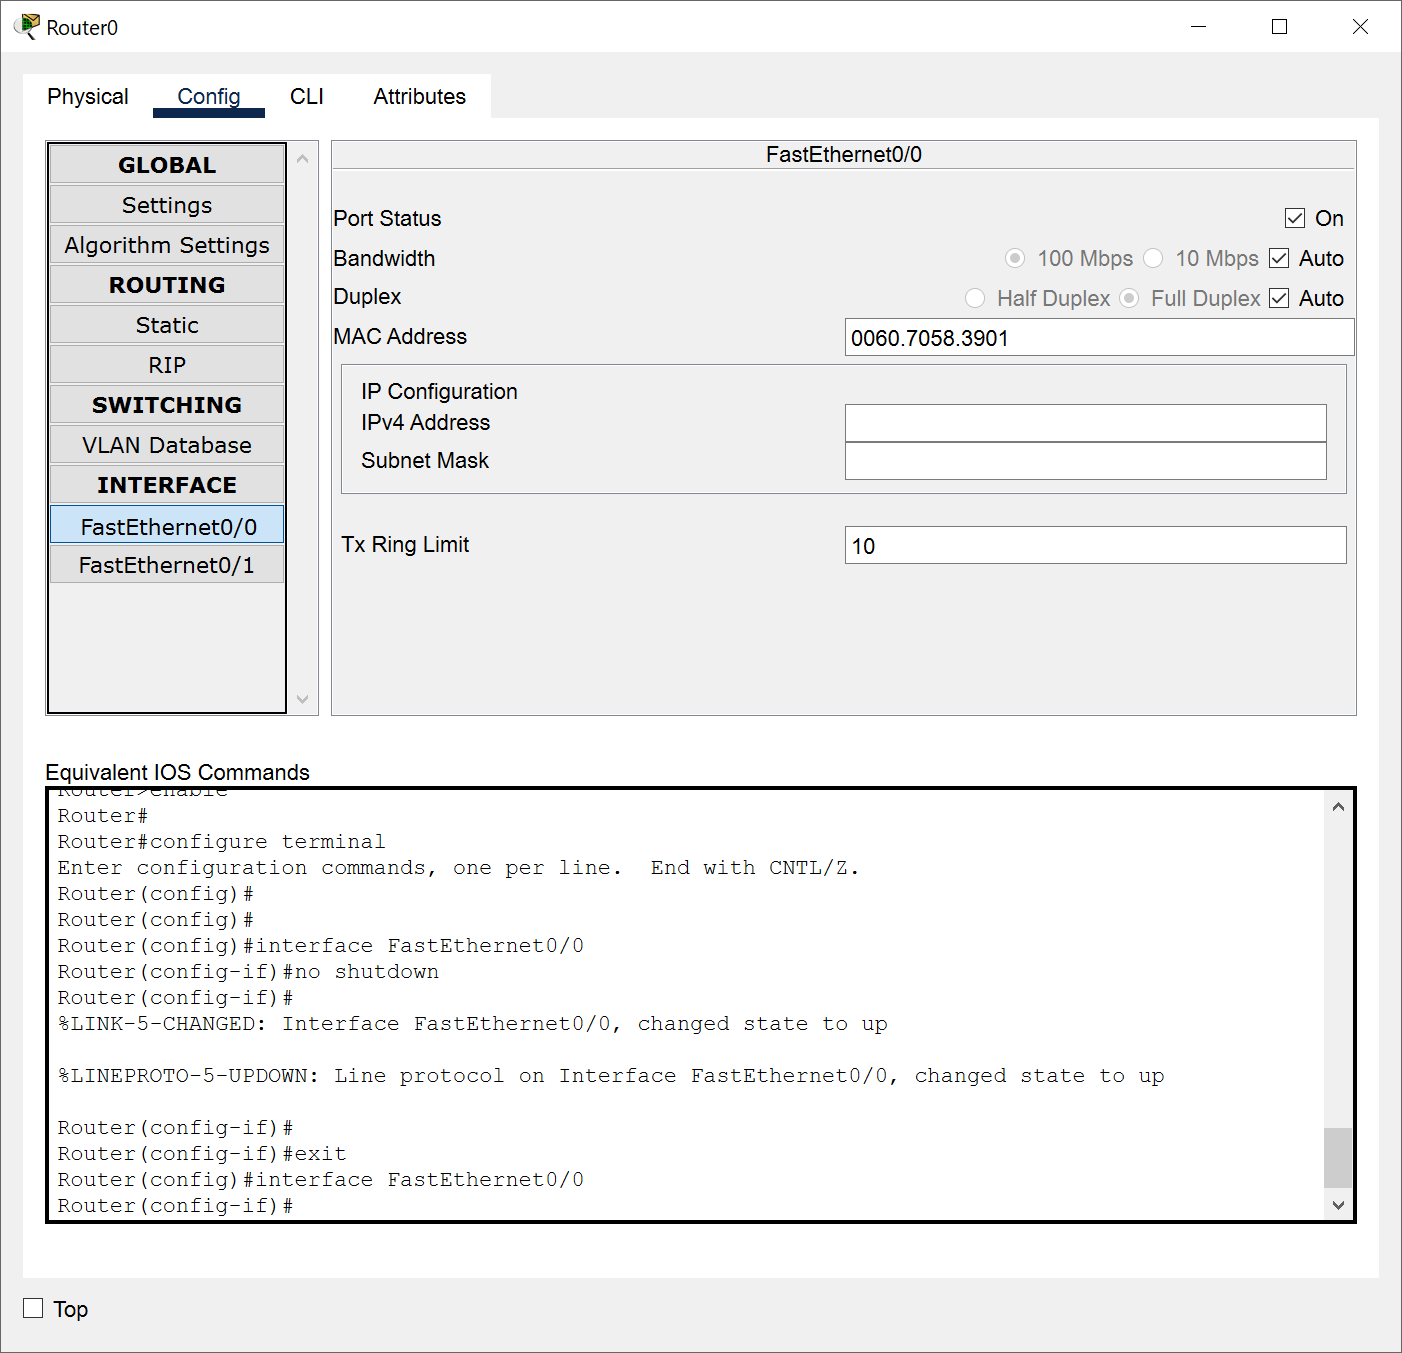 Router0
Physical Config CLI Attributes
GLOBAL
Settings
Algorithm Settings
ROUTING
Static
RIP
SWITCHING
VLAN Database
INTERFACE
FastEthernet0/0
FastEthernet0/1
FastEthernet0/0
Port Status On
Bandwidth 100 Mbps 10 Mbps Auto
Duplex Half Duplex Full Duplex Auto
MAC Address 0060.7058.3901
IP Configuration
IPv4 Address
Subnet Mask
Tx Ring Limit 10
Equivalent IOS Commands
Router>enable
Router#
Router#configure terminal
Enter configuration commands, one per line.  End with CNTL/Z.
Router(config)#
Router(config)#
Router(config)#interface FastEthernet0/0
Router(config-if)#no shutdown
Router(config-if)#
%LINK-5-CHANGED: Interface FastEthernet0/0, changed state to up
%LINEPROTO-5-UPDOWN: Line protocol on Interface FastEthernet0/0, changed state to up
Router(config-if)#
Router(config-if)#exit
Router(config)#interface FastEthernet0/0
Router(config-if)#
Top